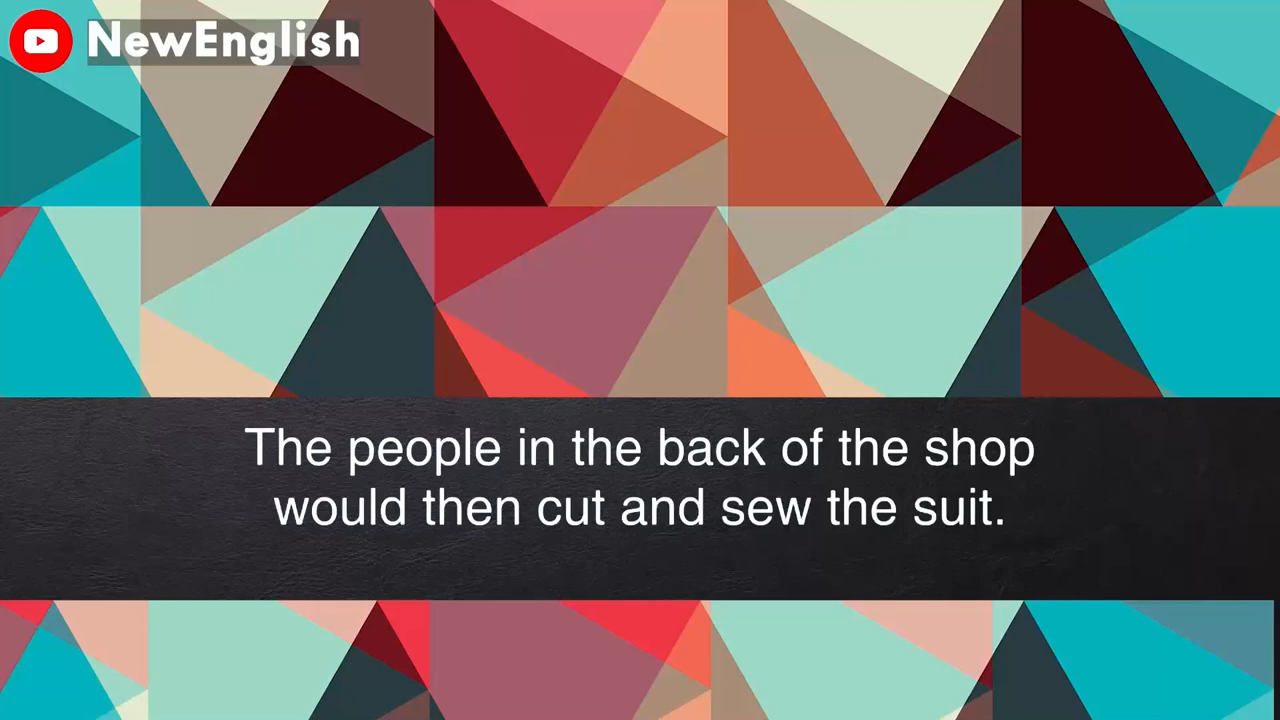 NewEnglish
The people in the back of the shop
would then cut and sew the suit.